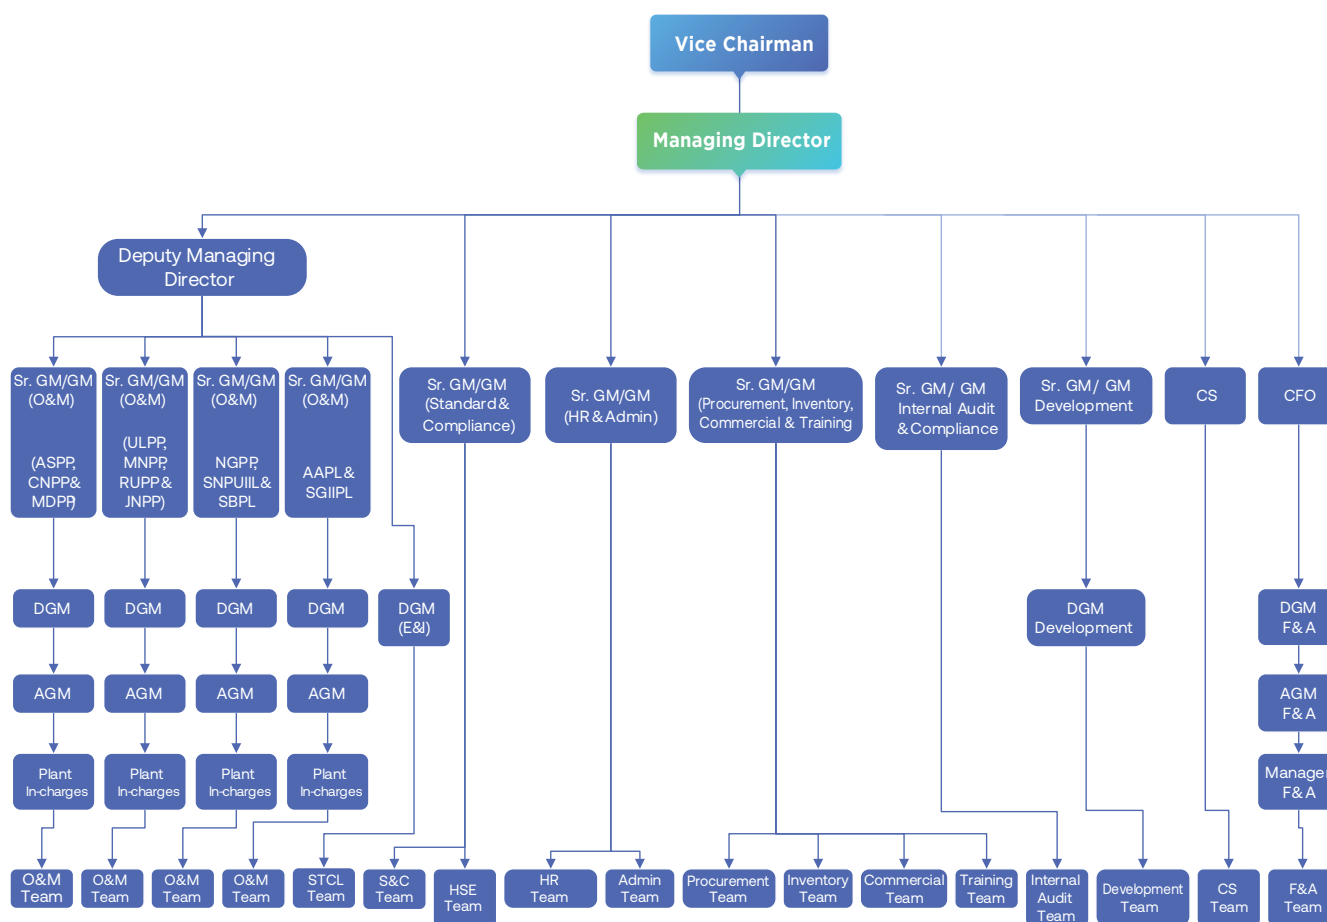 Vice Chairman
Managing Director
Deputy Managing
Director
Sr. GM/GM
(O&M)
(ASPP,
CNPP&
MDPP)
Sr. GM/GM
(O&M)
(ULPP,
MNPP,
RUPP &
JNPP)
Sr. GM/GM
(O&M)
NGPP,
SNPUIIL &
SBPL
Sr. GM/GM
(O&M)
AAPL &
SGIIPL
Sr. GM/GM
(Standard &
Compliance)
Sr. GM/GM
(HR & Admin)
Sr. GM/GM
(Procurement, Inventory,
Commercial & Training
Sr. GM / GM
Internal Audit
& Compliance
Sr. GM / GM
Development
CS
CFO
DGM
DGM
DGM
DGM
DGM
(E&I)
DGM
Development
DGM
F & A
AGM
AGM
AGM
AGM
AGM
F & A
Plant
In-charges
Plant
In-charges
Plant
In-charges
Plant
In-charges
Manager
F & A
O&M
Team
O&M
Team
O&M
Team
O&M
Team
STCL
Team
S&C
Team
HSE
Team
HR
Team
Admin
Team
Procurement
Team
Inventory
Team
Commercial
Team
Training
Team
Internal
Audit
Team
Development
Team
CS
Team
F&A
Team